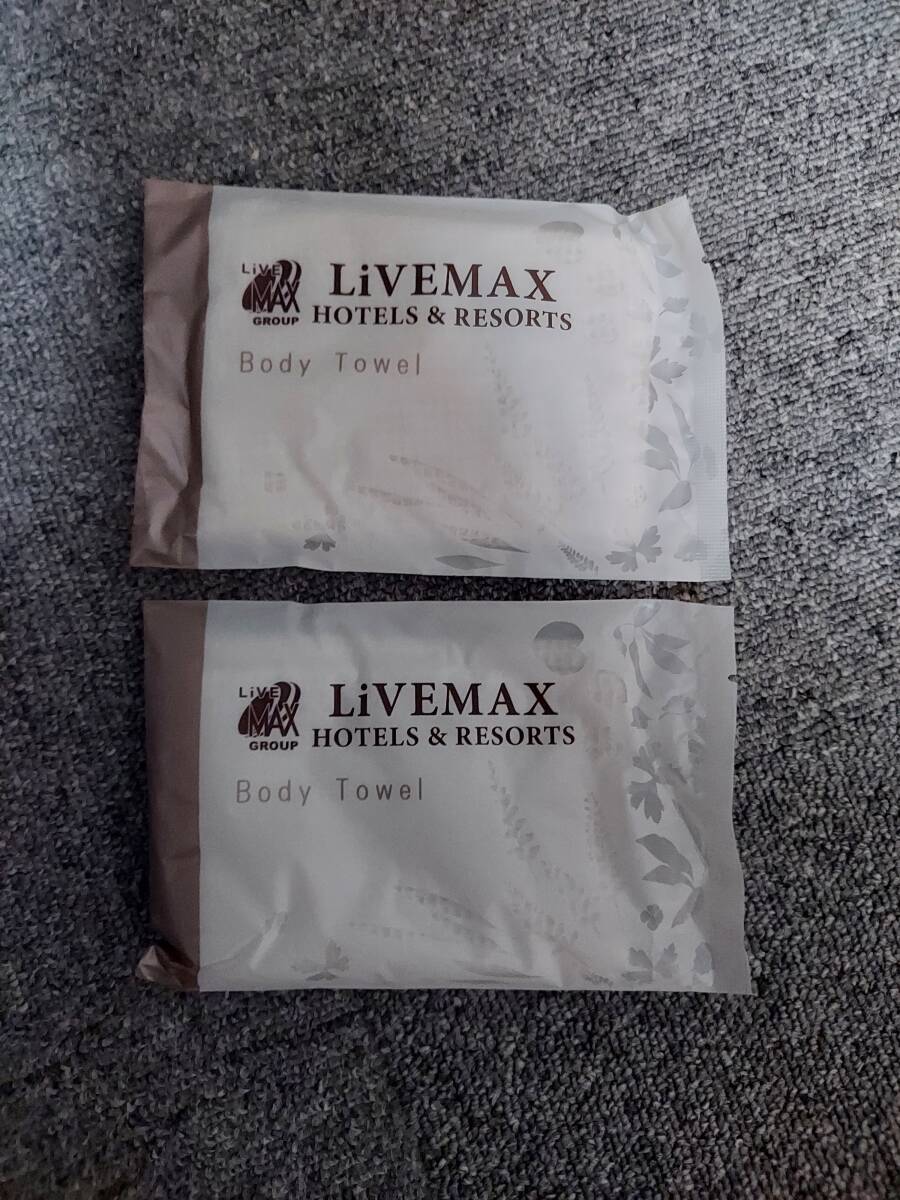 LiVE
MAX
GROUP
LiVEMAX
HOTELS & RESORTS
Body Towel
LiVE
MAX
GROUP
LiVEMAX
HOTELS & RESORTS
Body Towel